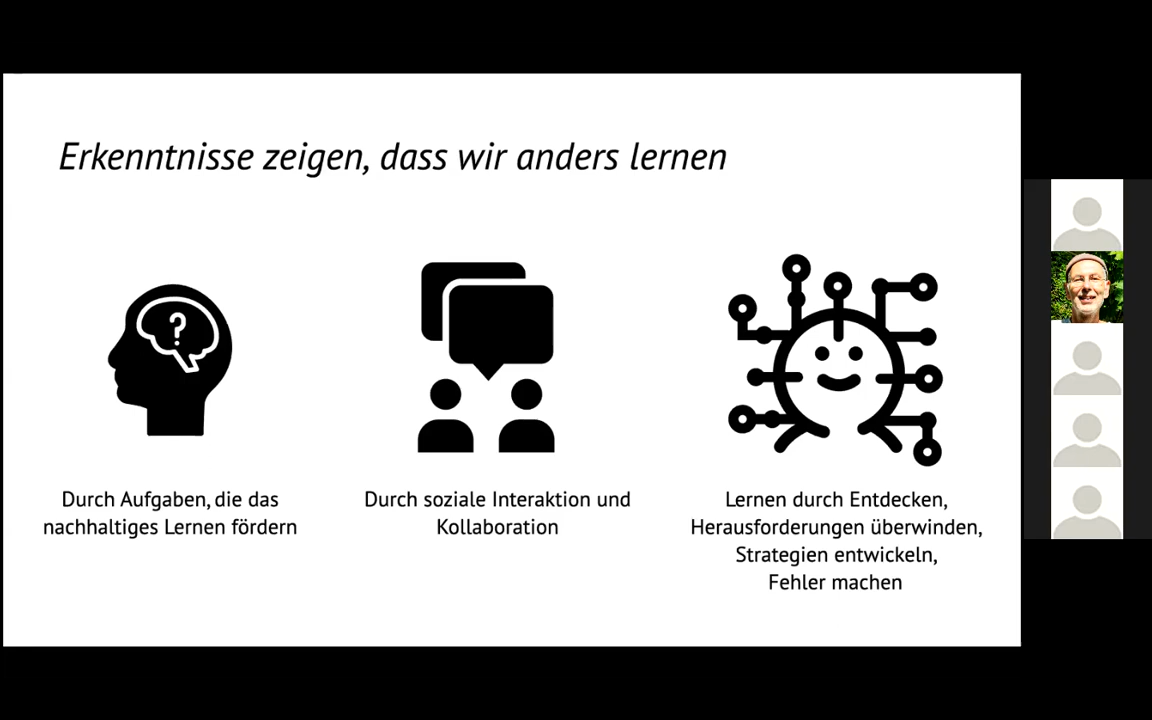 Erkenntnisse zeigen, dass wir anders lernen
?
Durch Aufgaben, die das
nachhaltiges Lernen fördern
Durch soziale Interaktion und
Kollaboration
Lernen durch Entdecken,
Herausforderungen überwinden,
Strategien entwickeln,
Fehler machen